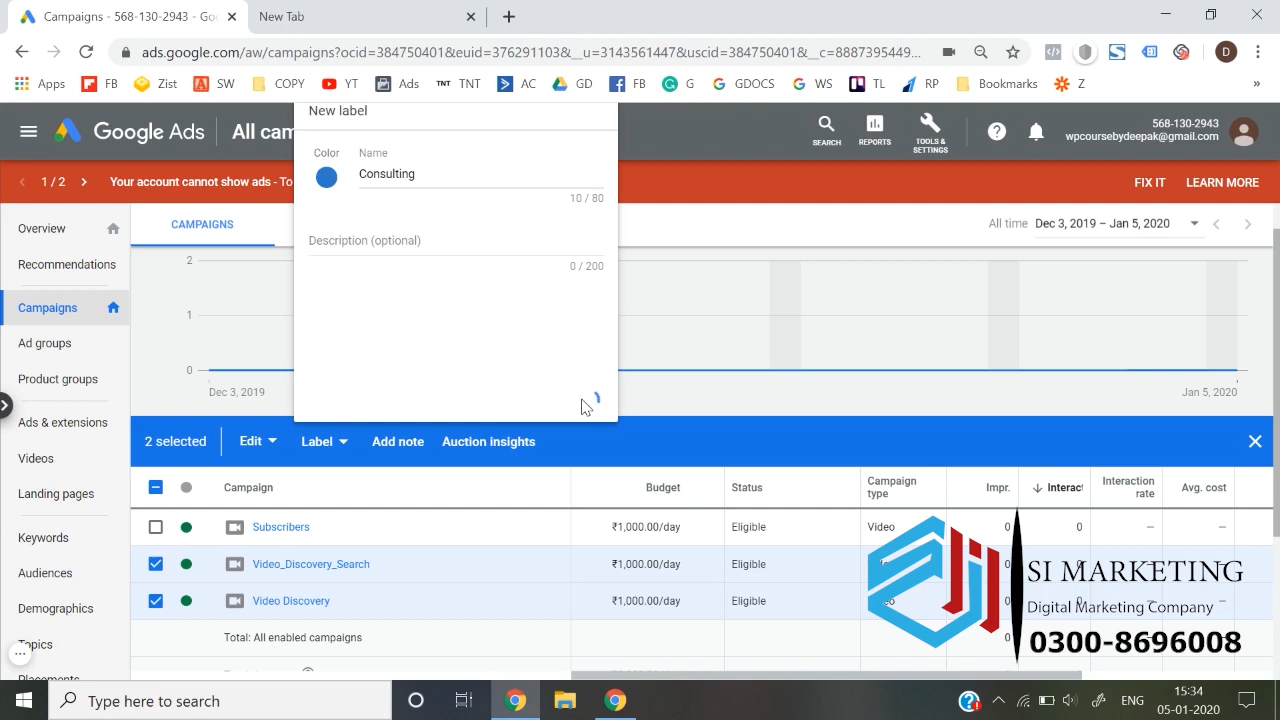 Campaigns - 568-130-2943 - Goo
New Tab
ads.google.com/aw/campaigns?ocid=384750401&euid=376291103&__u=3143561447&uscid=384750401&__c=8887395449...
D
Apps FB Zist SW COPY YT Ads TNT TNT AC GD FB G GDOCS WS TL RP Bookmarks Z »
Google Ads All cam
SEARCH
REPORTS
TOOLS & SETTINGS
568-130-2943
wpcoursebydeepak@gmail.com
New label
Color
Name
Consulting
10 / 80
Description (optional)
0 / 200
1 / 2
Your account cannot show ads - To
FIX IT
LEARN MORE
CAMPAIGNS
All time Dec 3, 2019 – Jan 5, 2020
Overview
Recommendations
Campaigns
Ad groups
Product groups
Ads & extensions
Videos
Landing pages
Keywords
Audiences
Demographics
Topics
2
1
0
Dec 3, 2019
Jan 5, 2020
2 selected
Edit
Label
Add note
Auction insights
Campaign Budget Status Campaign type Impr. Interact Interaction rate Avg. cost
Subscribers ₹1,000.00/day Eligible Video 0 0 – –
Video_Discovery_Search ₹1,000.00/day Eligible
Video Discovery ₹1,000.00/day Eligible
Total: All enabled campaigns
SI MARKETING
Digital Marketing Company
0300-8696008
Type here to search
ENG
15:34
05-01-2020